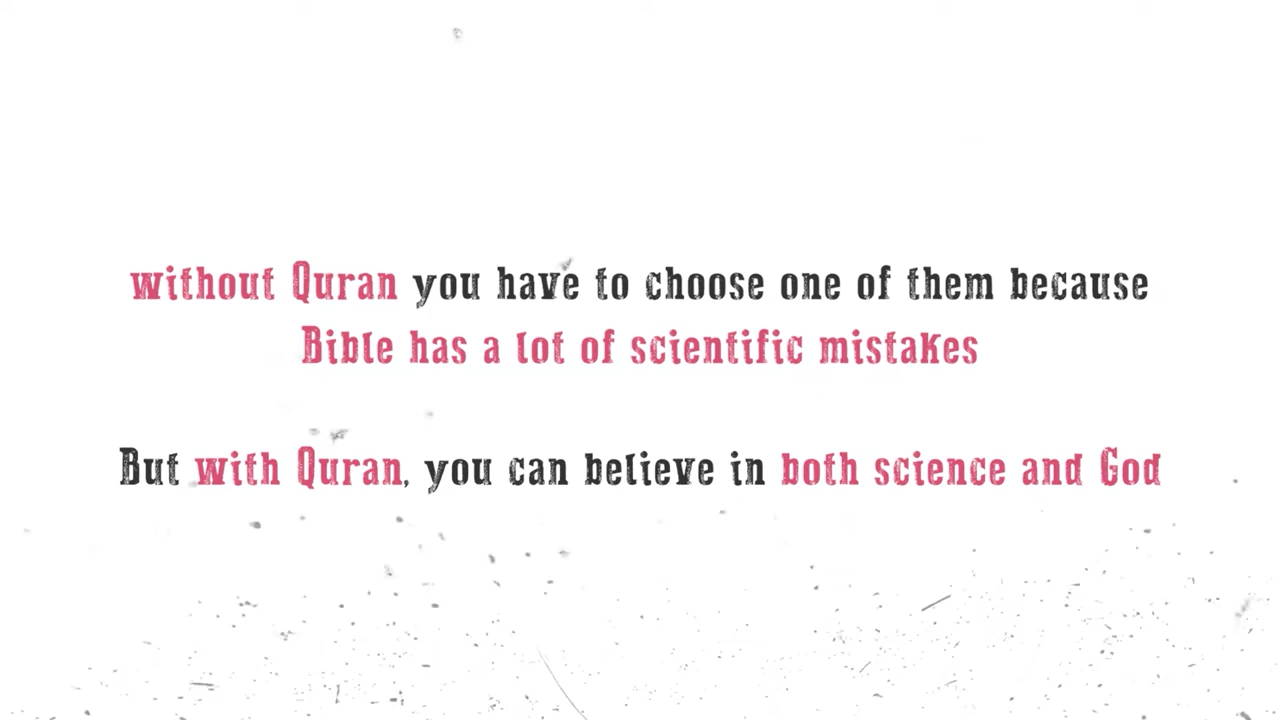 without Quran you have to choose one of them because
Bible has a lot of scientific mistakes
But with Quran, you can believe in both science and God